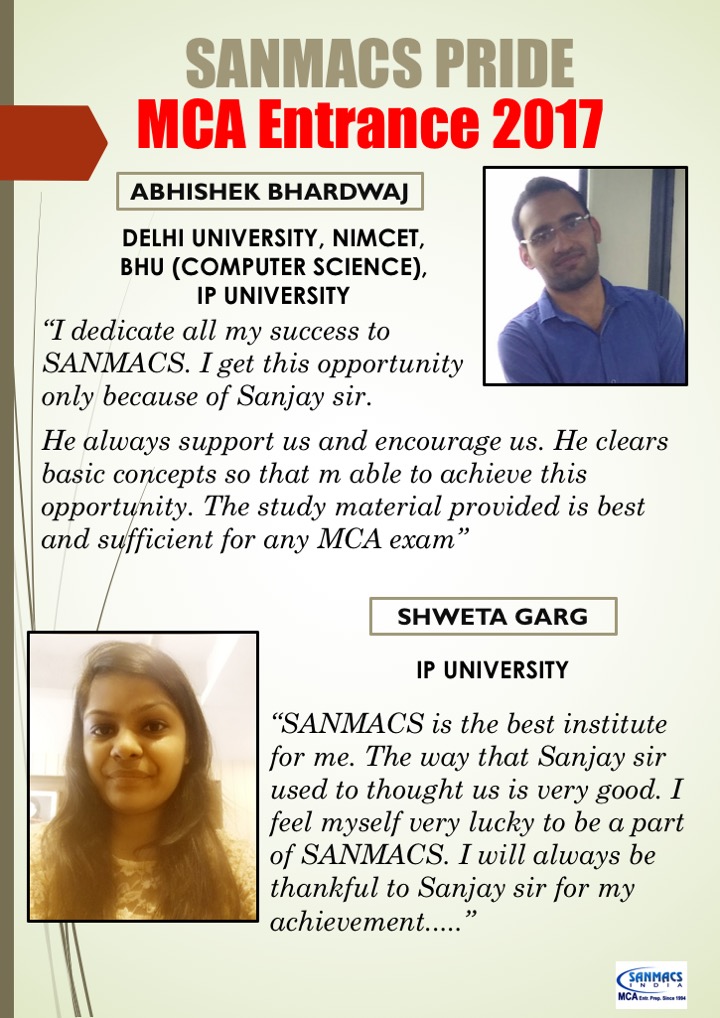 SANMACS PRIDE
MCA Entrance 2017
ABHISHEK BHARDWAJ
DELHI UNIVERSITY, NIMCET,
BHU (COMPUTER SCIENCE),
IP UNIVERSITY
“I dedicate all my success to
SANMACS. I get this opportunity
only because of Sanjay sir.
He always support us and encourage us. He clears
basic concepts so that m able to achieve this
opportunity. The study material provided is best
and sufficient for any MCA exam”
SHWETA GARG
IP UNIVERSITY
“SANMACS is the best institute
for me. The way that Sanjay sir
used to thought us is very good. I
feel myself very lucky to be a part
of SANMACS. I will always be
thankful to Sanjay sir for my
achievement.....”
SANMACS
INDIA
MCA Entr. Prep. Since 1994